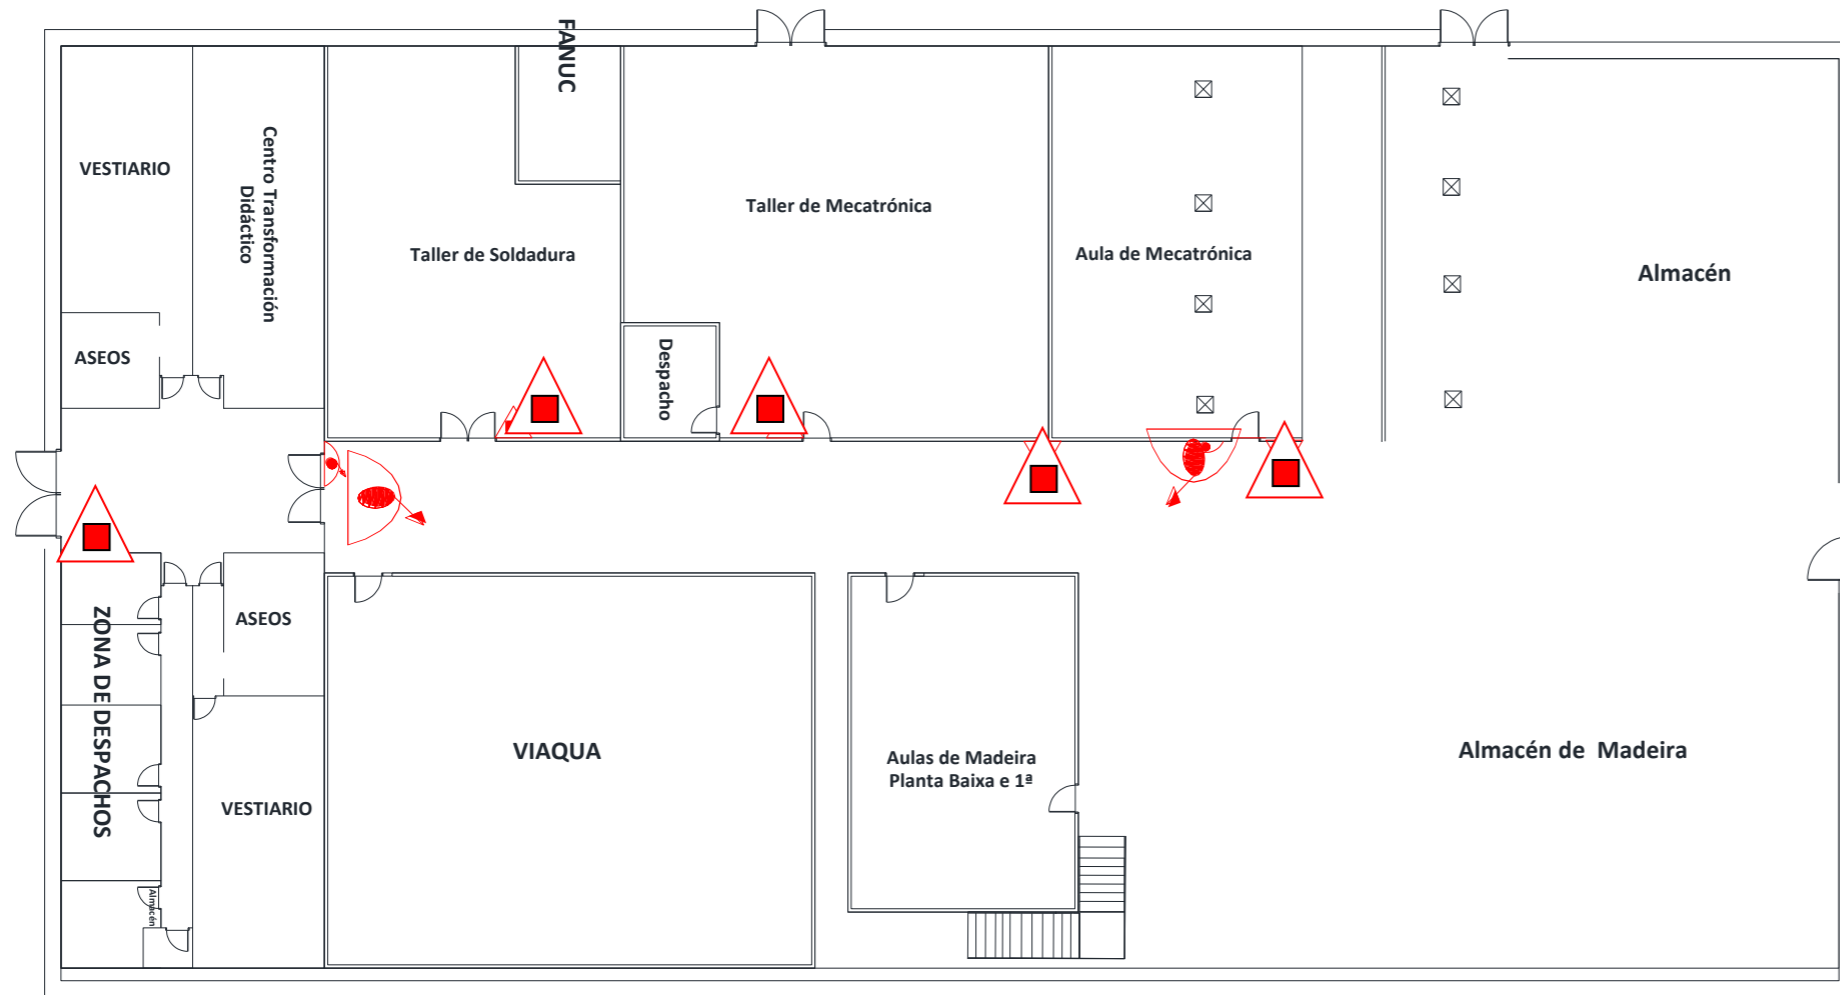 FANUC
VESTIARIO
Centro Transformación
Didáctico
Taller de Soldadura
Taller de Mecatrónica
Aula de Mecatrónica
Almacén
ASEOS
Despacho
ZONA DE DESPACHOS
ASEOS
VIAQUA
Aulas de Madeira
Planta Baixa e 1ª
Almacén de Madeira
VESTIARIO
Almacén